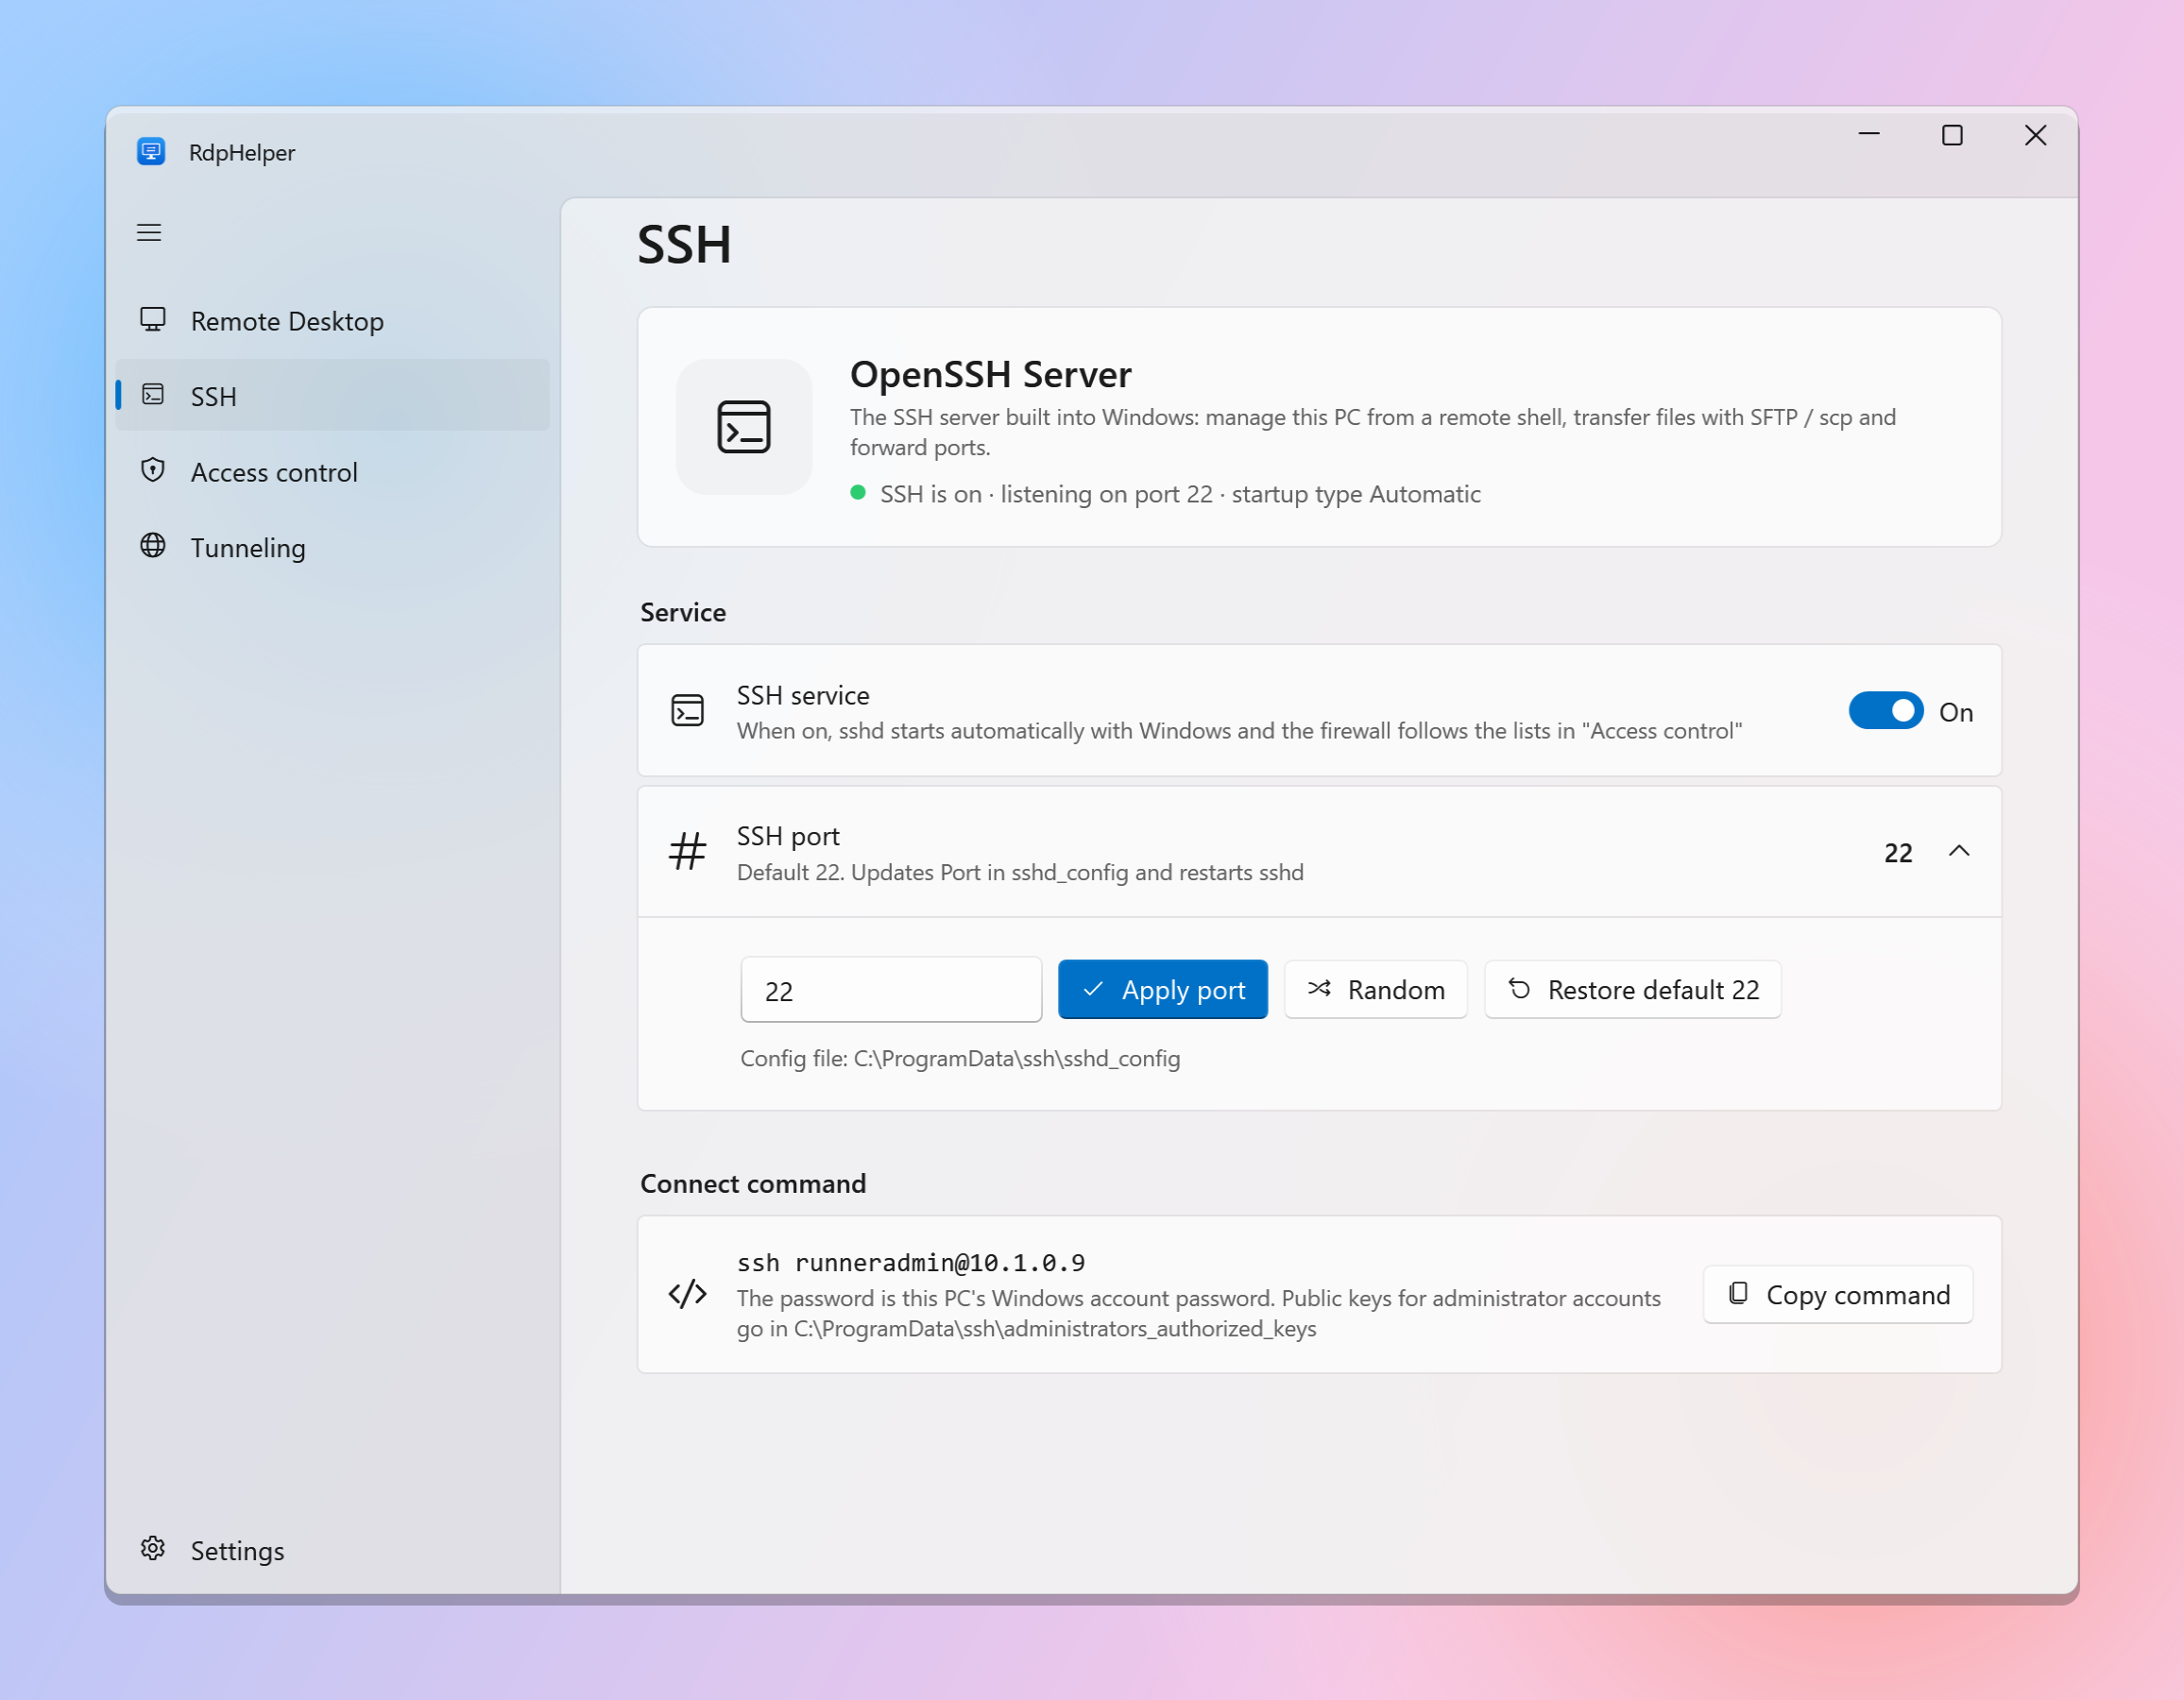 RdpHelper
Remote Desktop
SSH
Access control
Tunneling
Settings
SSH
OpenSSH Server
The SSH server built into Windows: manage this PC from a remote shell, transfer files with SFTP / scp and
forward ports.
SSH is on · listening on port 22 · startup type Automatic
Service
SSH service
When on, sshd starts automatically with Windows and the firewall follows the lists in "Access control"
On
SSH port
Default 22. Updates Port in sshd_config and restarts sshd
22
22
Apply port
Random
Restore default 22
Config file: C:\ProgramData\ssh\sshd_config
Connect command
ssh runneradmin@10.1.0.9
The password is this PC's Windows account password. Public keys for administrator accounts
go in C:\ProgramData\ssh\administrators_authorized_keys
Copy command